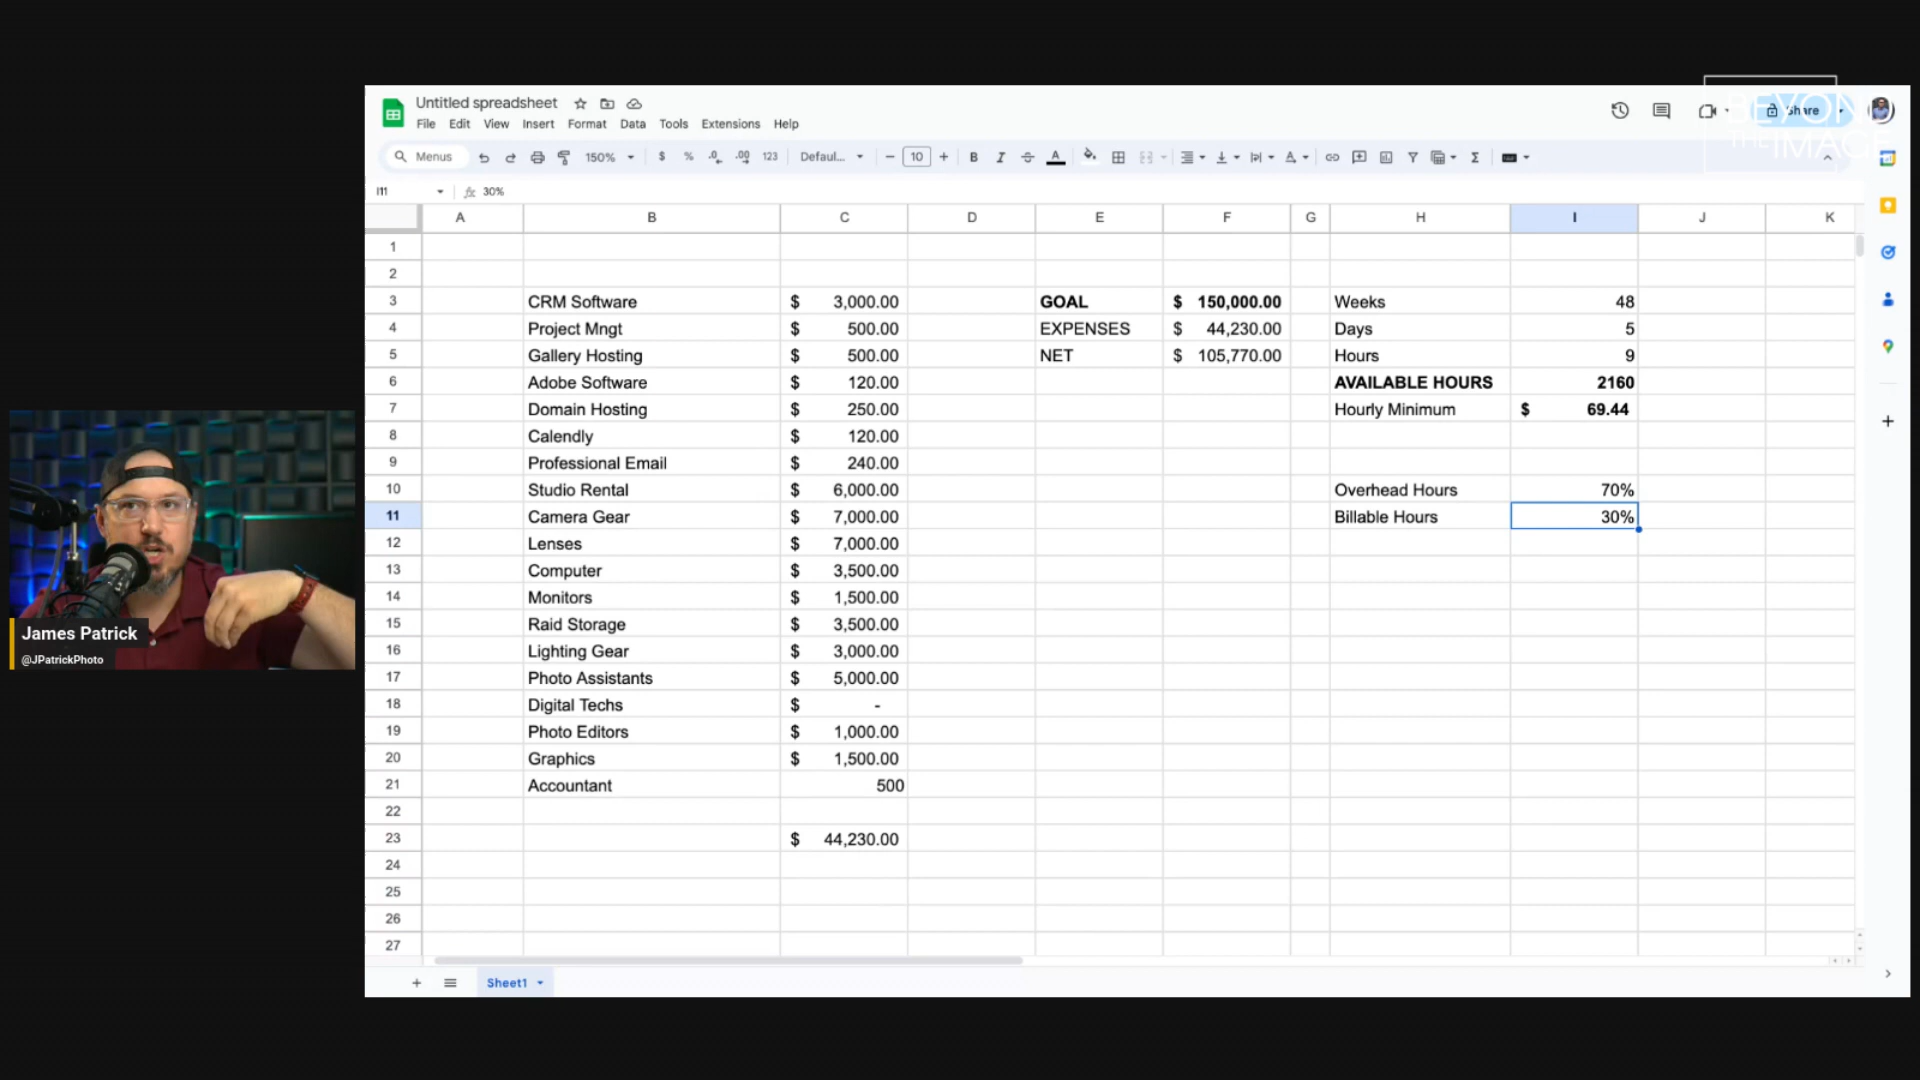 Untitled spreadsheet
File Edit View Insert Format Data Tools Extensions Help
Share
BEYOND
THE IMAGE
Menus 150% $ % .0 .00 123 Defaul... 10 B I A
I11 fx 30%
A B C D E F G H I J K
1
2
3 CRM Software $ 3,000.00 GOAL $ 150,000.00 Weeks 48
4 Project Mngt $ 500.00 EXPENSES $ 44,230.00 Days 5
5 Gallery Hosting $ 500.00 NET $ 105,770.00 Hours 9
6 Adobe Software $ 120.00 AVAILABLE HOURS 2160
7 Domain Hosting $ 250.00 Hourly Minimum $ 69.44
8 Calendly $ 120.00
9 Professional Email $ 240.00
10 Studio Rental $ 6,000.00 Overhead Hours 70%
11 Camera Gear $ 7,000.00 Billable Hours 30%
12 Lenses $ 7,000.00
13 Computer $ 3,500.00
14 Monitors $ 1,500.00
15 Raid Storage $ 3,500.00
16 Lighting Gear $ 3,000.00
17 Photo Assistants $ 5,000.00
18 Digital Techs $ -
19 Photo Editors $ 1,000.00
20 Graphics $ 1,500.00
21 Accountant 500
22
23 $ 44,230.00
24
25
26
27
Sheet1
James Patrick
@JPatrickPhoto